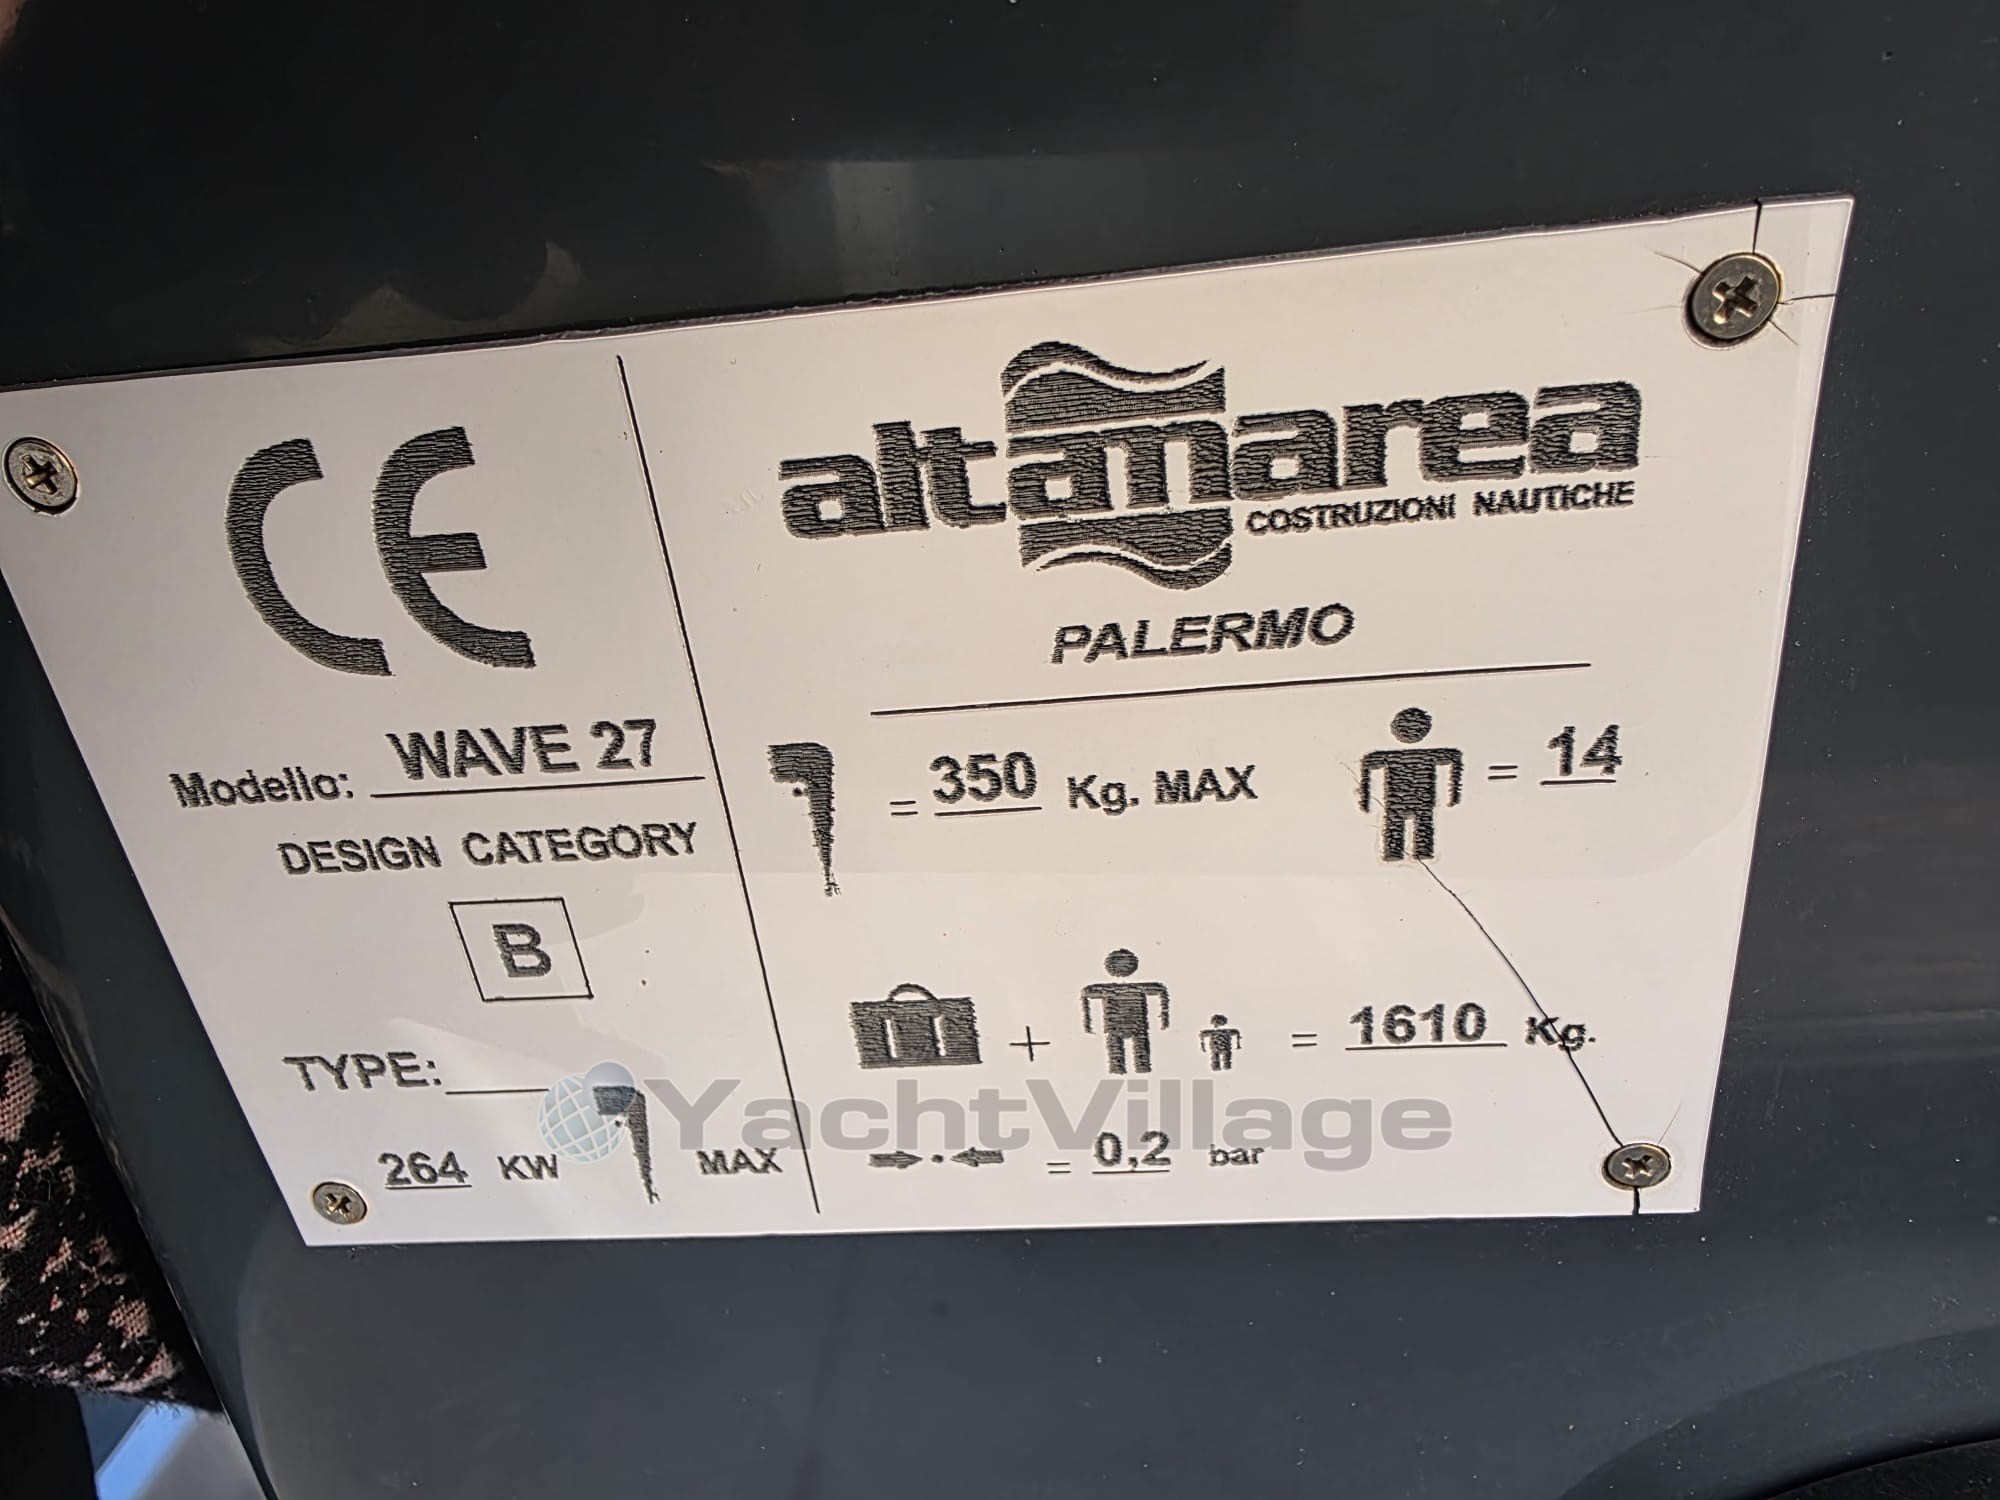 CE
Modello: WAVE 27
DESIGN CATEGORY
B
TYPE:
264 KW MAX
altamarea
COSTRUZIONI NAUTICHE
PALERMO
= 350 Kg. MAX = 14
+ = 1610 Kg.
= 0,2 bar
YachtVillage